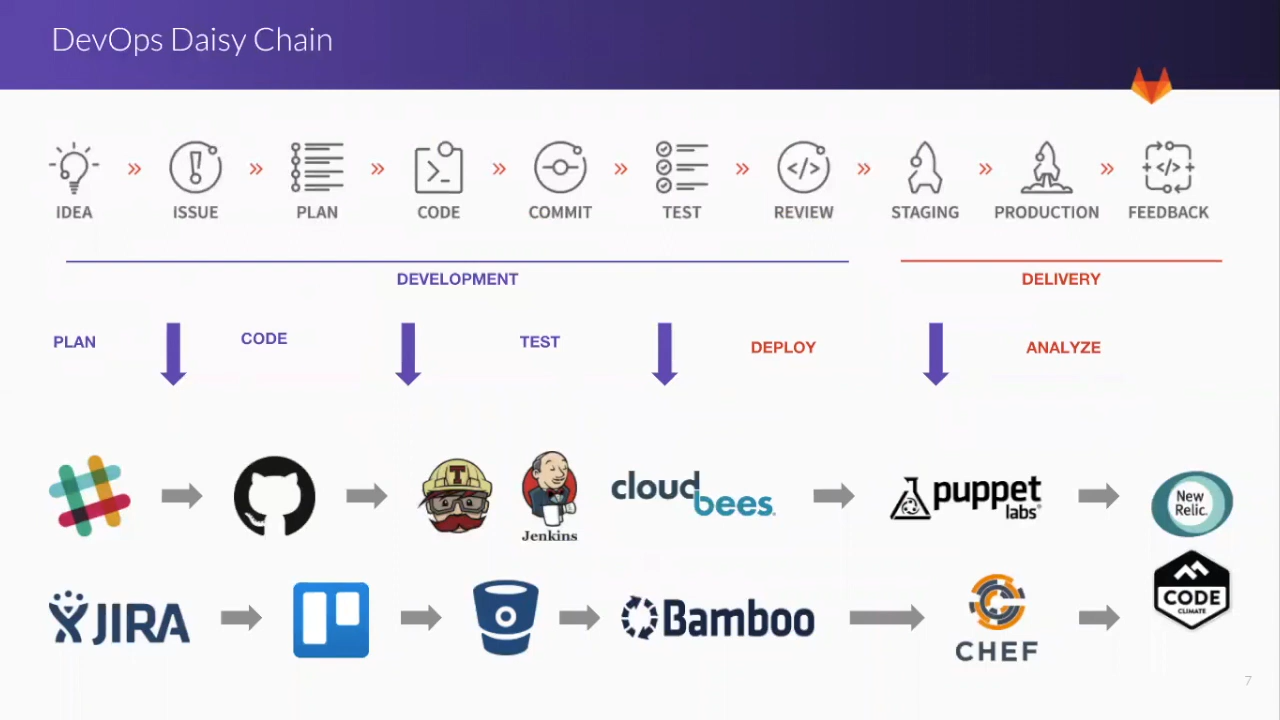 DevOps Daisy Chain
IDEA
ISSUE
PLAN
CODE
COMMIT
TEST
REVIEW
STAGING
PRODUCTION
FEEDBACK
DEVELOPMENT
DELIVERY
PLAN
CODE
TEST
DEPLOY
ANALYZE
T
Jenkins
cloudbees.
puppet
labs®
New
Relic.
JIRA
Bamboo
CHEF
CODE
CLIMATE
7